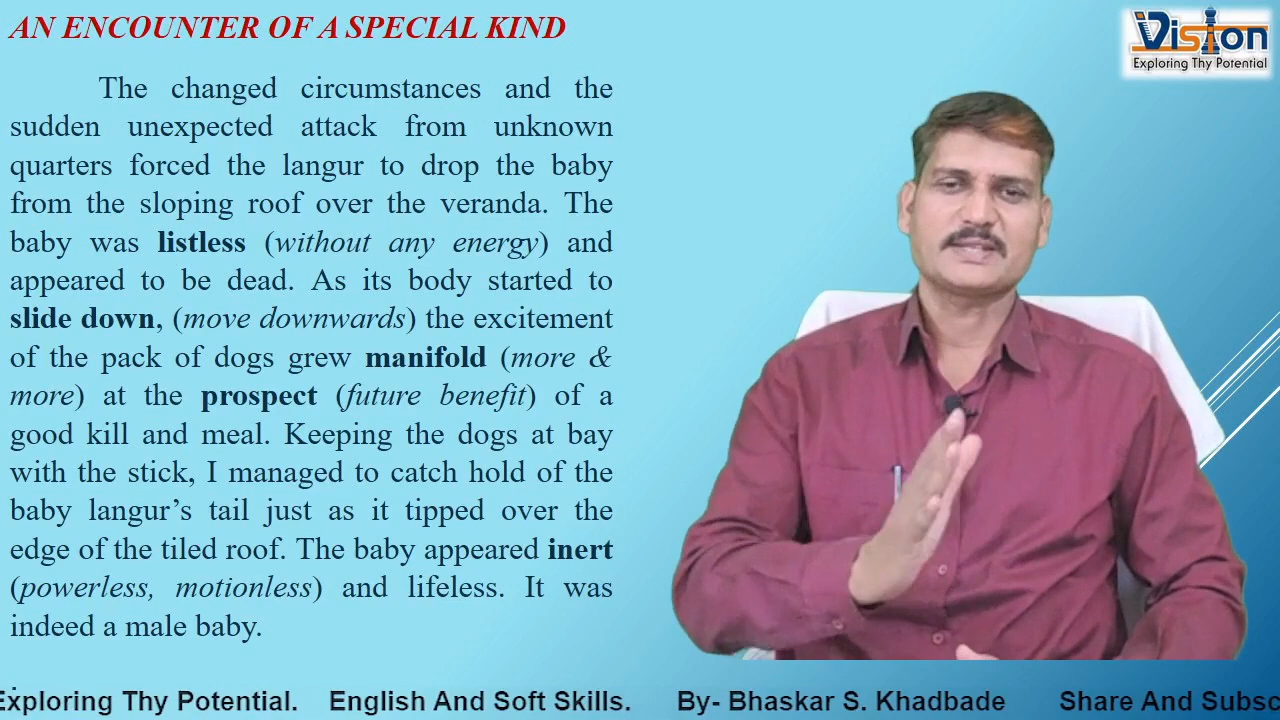 AN ENCOUNTER OF A SPECIAL KIND
The changed circumstances and the
sudden unexpected attack from unknown
quarters forced the langur to drop the baby
from the sloping roof over the veranda. The
baby was listless (without any energy) and
appeared to be dead. As its body started to
slide down, (move downwards) the excitement
of the pack of dogs grew manifold (more &
more) at the prospect (future benefit) of a
good kill and meal. Keeping the dogs at bay
with the stick, I managed to catch hold of the
baby langur’s tail just as it tipped over the
edge of the tiled roof. The baby appeared inert
(powerless, motionless) and lifeless. It was
indeed a male baby.
Vision
Exploring Thy Potential
Exploring Thy Potential. English And Soft Skills. By- Bhaskar S. Khadbade Share And Subsc